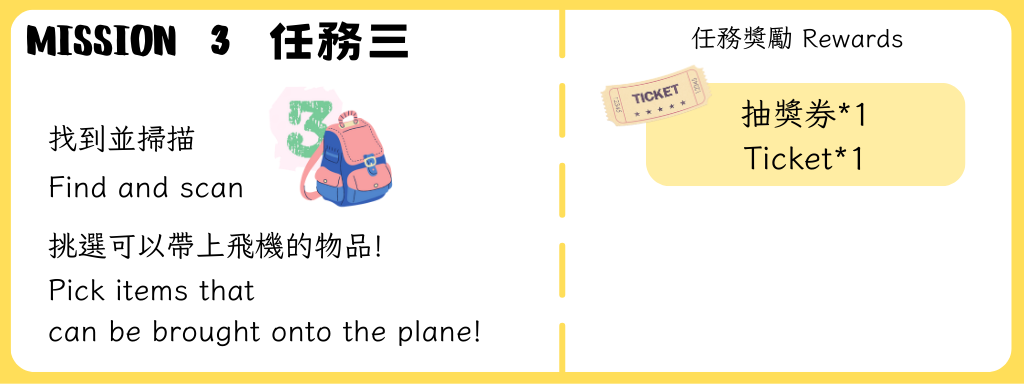 MISSION 3 任務三
找到並掃描
Find and scan
3
挑選可以帶上飛機的物品!
Pick items that
can be brought onto the plane!
任務獎勵 Rewards
TICKET
抽獎券*1
Ticket*1